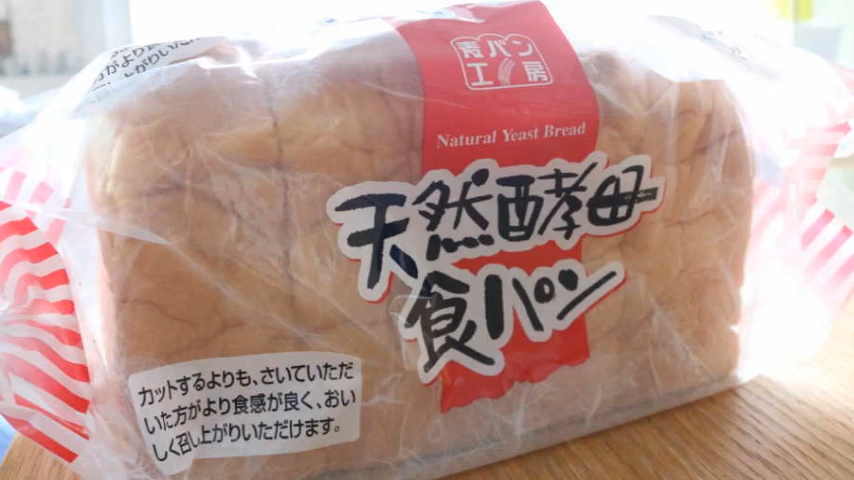 麦パン
工房
Natural Yeast Bread
天然酵母
食パン
カットするよりも、さいていただ
いた方がより食感が良く、おい
しく召し上がりいただけます。